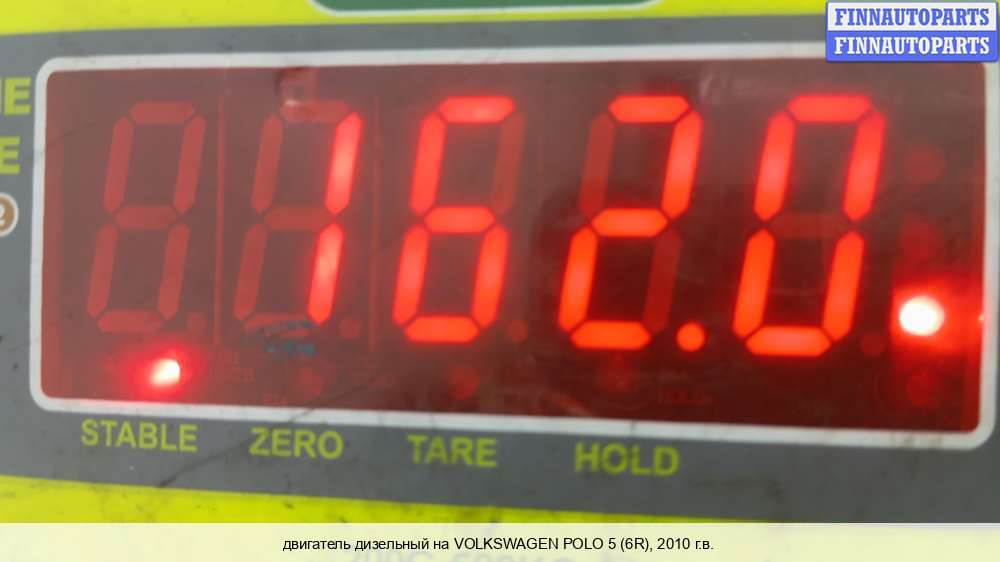 FINNAUTOPARTS
FINNAUTOPARTS
162.0
STABLE ZERO TARE HOLD
двигатель дизельный на VOLKSWAGEN POLO 5 (6R), 2010 г.в.